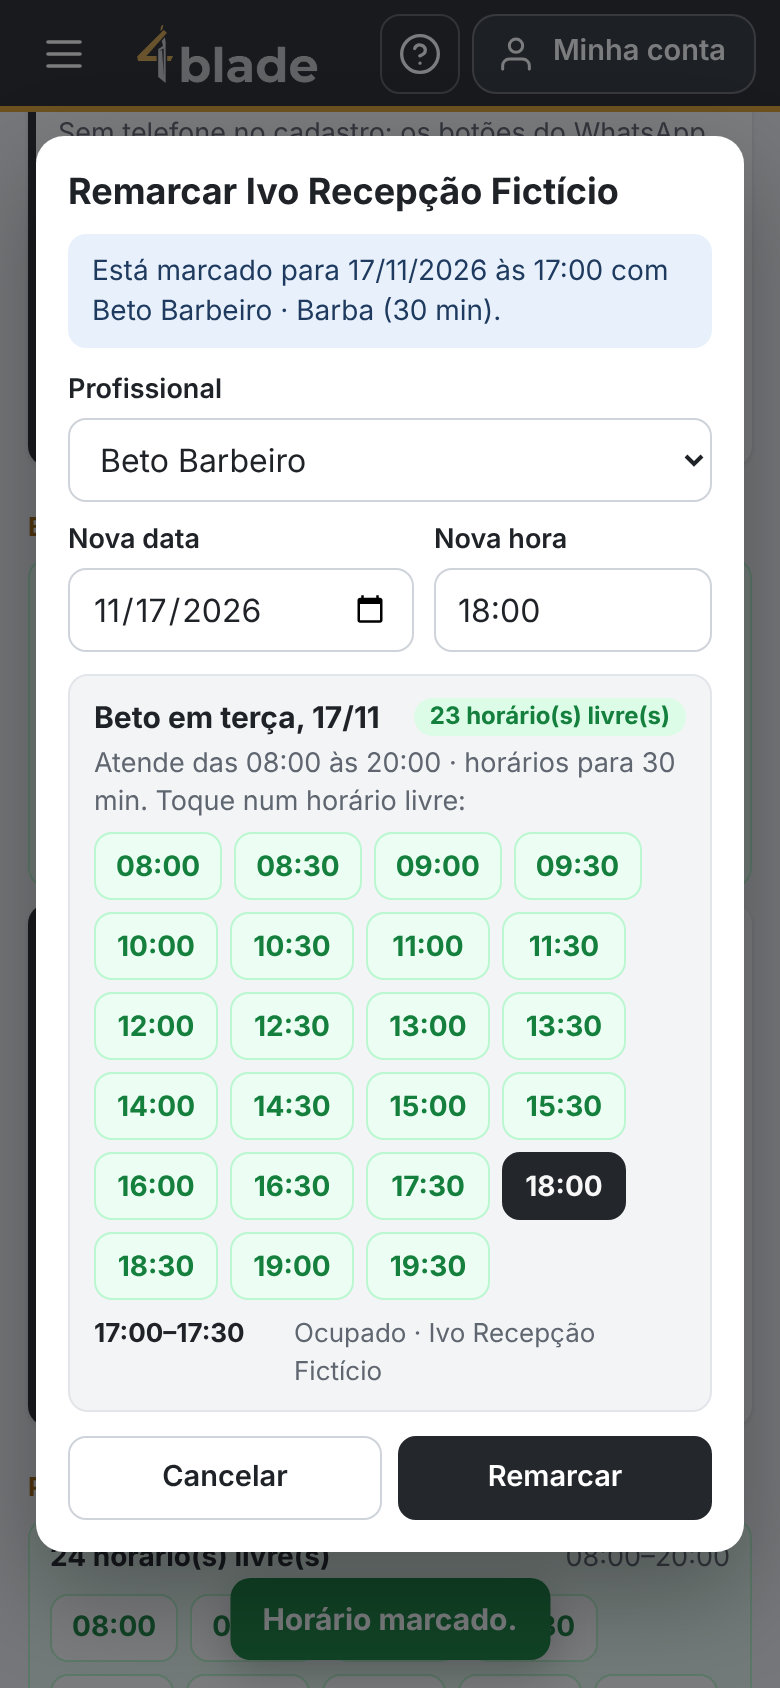 4blade
Minha conta
Sem telefone no cadastro: os botões do WhatsApp
Remarcar Ivo Recepção Fictício
Está marcado para 17/11/2026 às 17:00 com
Beto Barbeiro · Barba (30 min).
Profissional
Beto Barbeiro
Nova data
Nova hora
11/17/2026
18:00
Beto em terça, 17/11
23 horário(s) livre(s)
Atende das 08:00 às 20:00 · horários para 30
min. Toque num horário livre:
08:00 08:30 09:00 09:30
10:00 10:30 11:00 11:30
12:00 12:30 13:00 13:30
14:00 14:30 15:00 15:30
16:00 16:30 17:30 18:00
18:30 19:00 19:30
17:00–17:30 Ocupado · Ivo Recepção
Fictício
Cancelar
Remarcar
24 horário(s) livre(s)
08:00–20:00
08:00
Horário marcado.